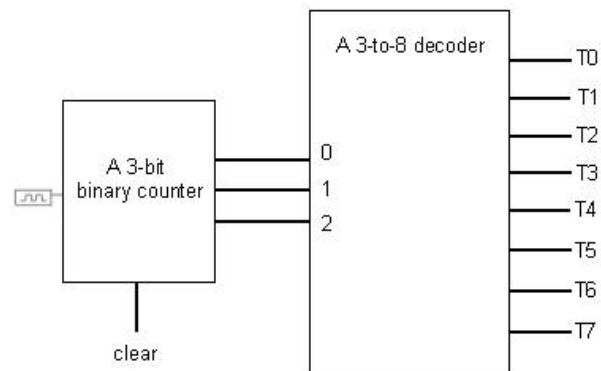 A 3-to-8 decoder
T0
T1
T2
T3
T4
T5
T6
T7
0
1
2
A 3-bit
binary counter
clear